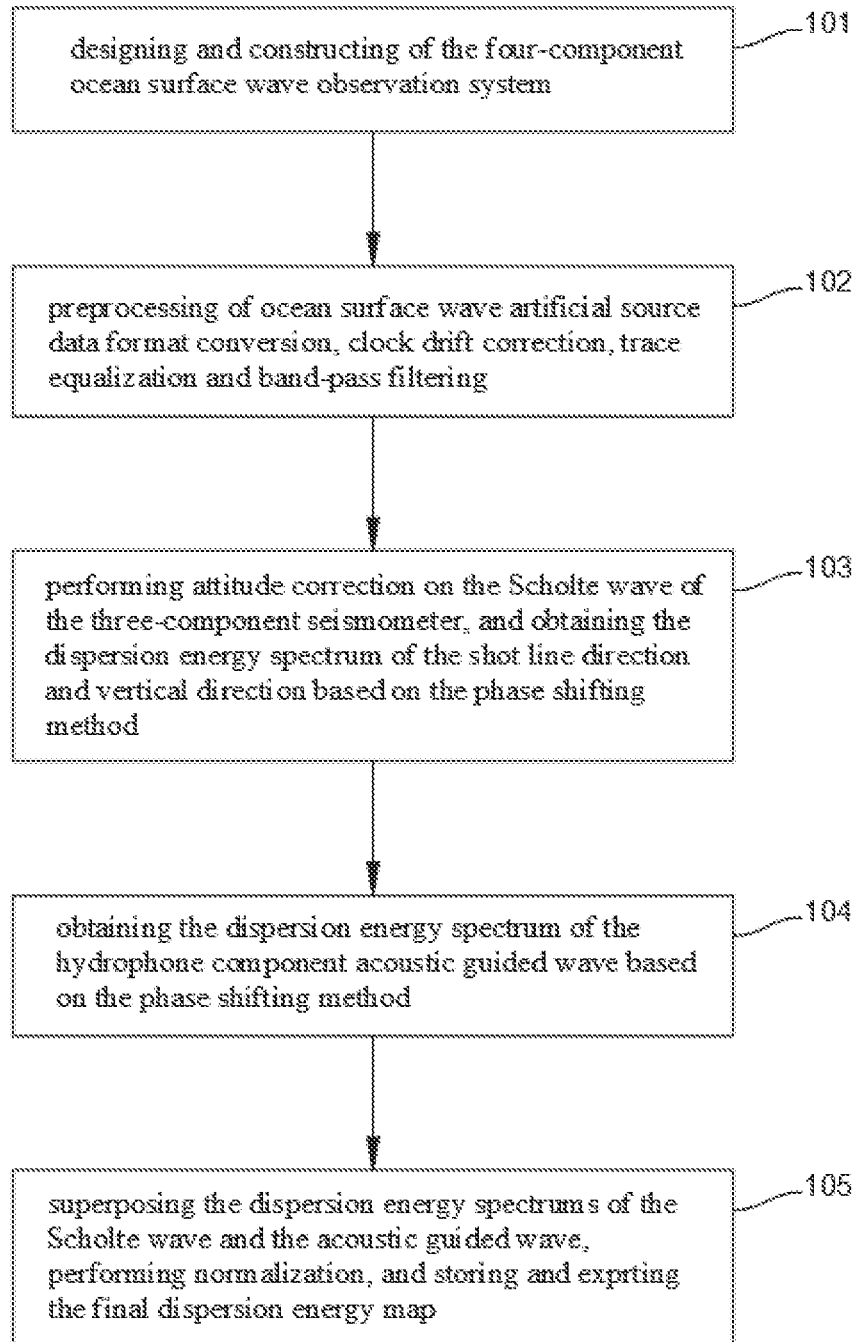 101
designing and constructing of the four-component
ocean surface wave observation system
102
preprocessing of ocean surface wave artificial source
data format conversion, clock drift correction, trace
equalization and band-pass filtering
103
performing attitude correction on the Scholte wave of
the three-component seismometer, and obtaining the
dispersion energy spectrum of the shot line direction
and vertical direction based on the phase shifting
method
104
obtaining the dispersion energy spectrum of the
hydrophone component acoustic guided wave based
on the phase shifting method
105
superposing the dispersion energy spectrums of the
Scholte wave and the acoustic guided wave,
performing normalization, and storing and exprting
the final dispersion energy map